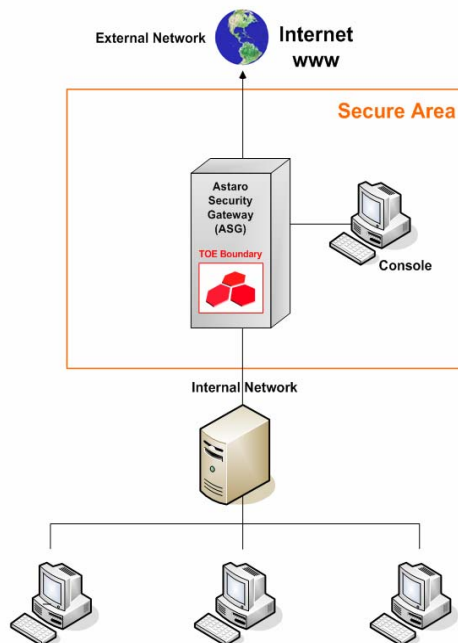 External Network
Internet
www
Secure Area
Astaro
Security
Gateway
(ASG)
TOE Boundary
Console
Internal Network